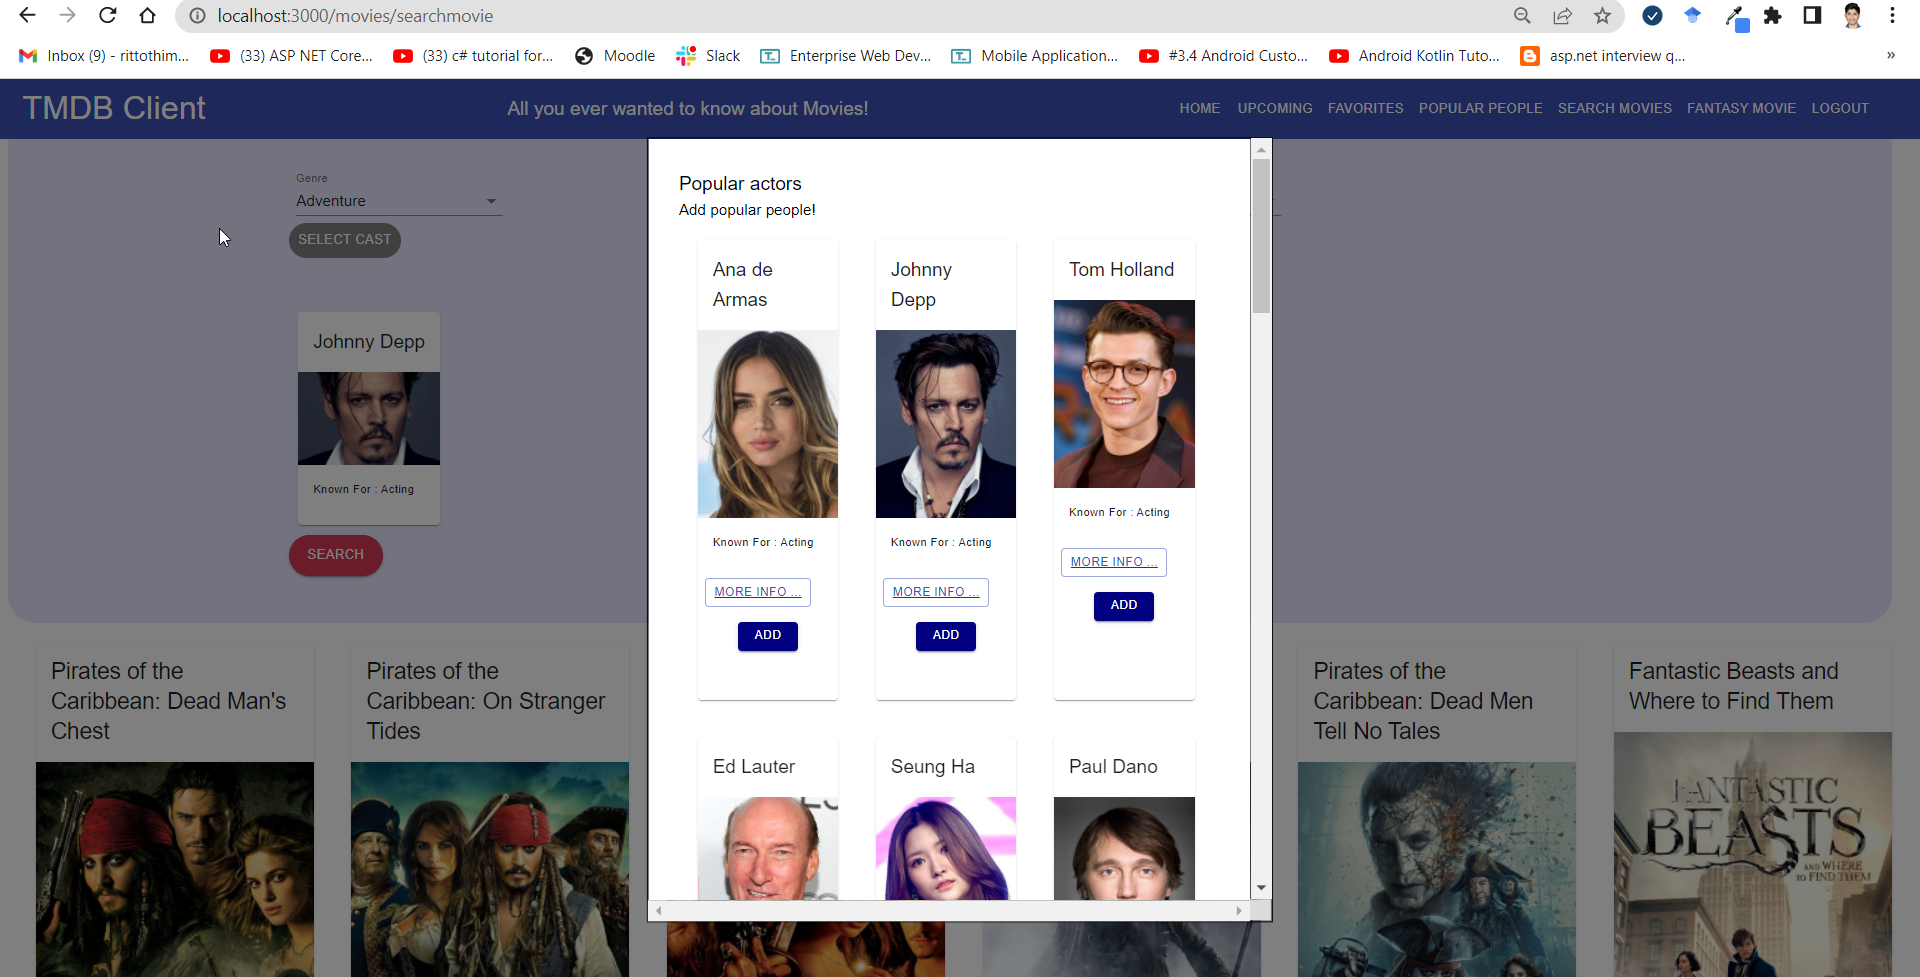 localhost:3000/movies/searchmovie
Inbox (9) - rittothim... (33) ASP NET Core... (33) c# tutorial for... Moodle Slack Enterprise Web Dev... Mobile Application... #3.4 Android Custo... Android Kotlin Tuto... asp.net interview q... »
TMDB Client All you ever wanted to know about Movies! HOME UPCOMING FAVORITES POPULAR PEOPLE SEARCH MOVIES FANTASY MOVIE LOGOUT
Genre
Adventure
SELECT CAST
Johnny Depp
Known For : Acting
SEARCH
Popular actors
Add popular people!
Ana de
Armas
Known For : Acting
MORE INFO ...
ADD
Johnny
Depp
Known For : Acting
MORE INFO ...
ADD
Tom Holland
Known For : Acting
MORE INFO ...
ADD
Ed Lauter
Seung Ha
Paul Dano
Pirates of the
Caribbean: Dead Man's
Chest
Pirates of the
Caribbean: On Stranger
Tides
Pirates of the
Caribbean: Dead Men
Tell No Tales
Fantastic Beasts and
Where to Find Them
FANTASTIC
BEASTS
AND WHERE
TO FIND THEM